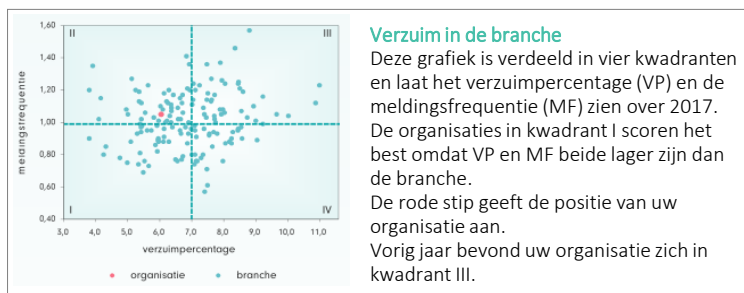 1,60
II
III
1,40
1,20
1,00
0,80
0,60
I
IV
0,40
3,0 4,0 5,0 6,0 7,0 8,0 9,0 10,0 11,0
meldingsfrequentie
verzuimpercentage
organisatie branche
Verzuim in de branche
Deze grafiek is verdeeld in vier kwadranten
en laat het verzuimpercentage (VP) en de
meldingsfrequentie (MF) zien over 2017.
De organisaties in kwadrant I scoren het
best omdat VP en MF beide lager zijn dan
de branche.
De rode stip geeft de positie van uw
organisatie aan.
Vorig jaar bevond uw organisatie zich in
kwadrant III.